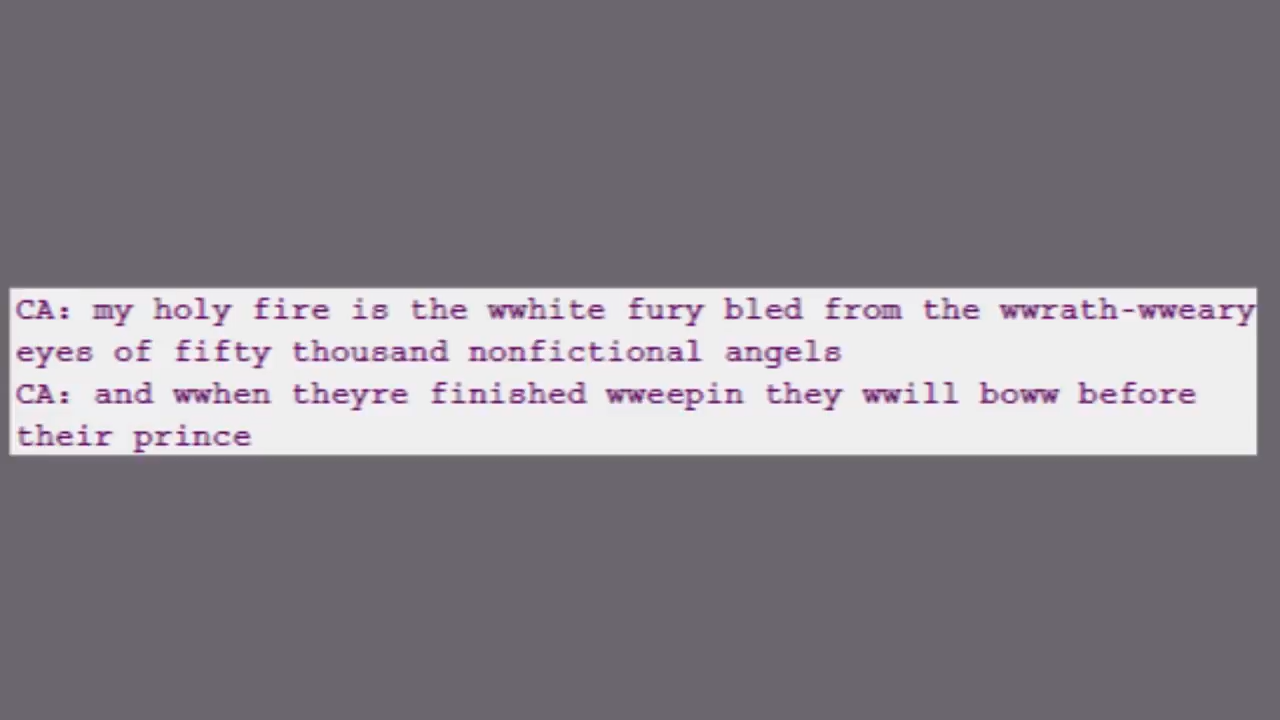 CA: my holy fire is the wwhite fury bled from the wwrath-wweary
eyes of fifty thousand nonfictional angels
CA: and wwhen theyre finished wweepin they wwill boww before
their prince